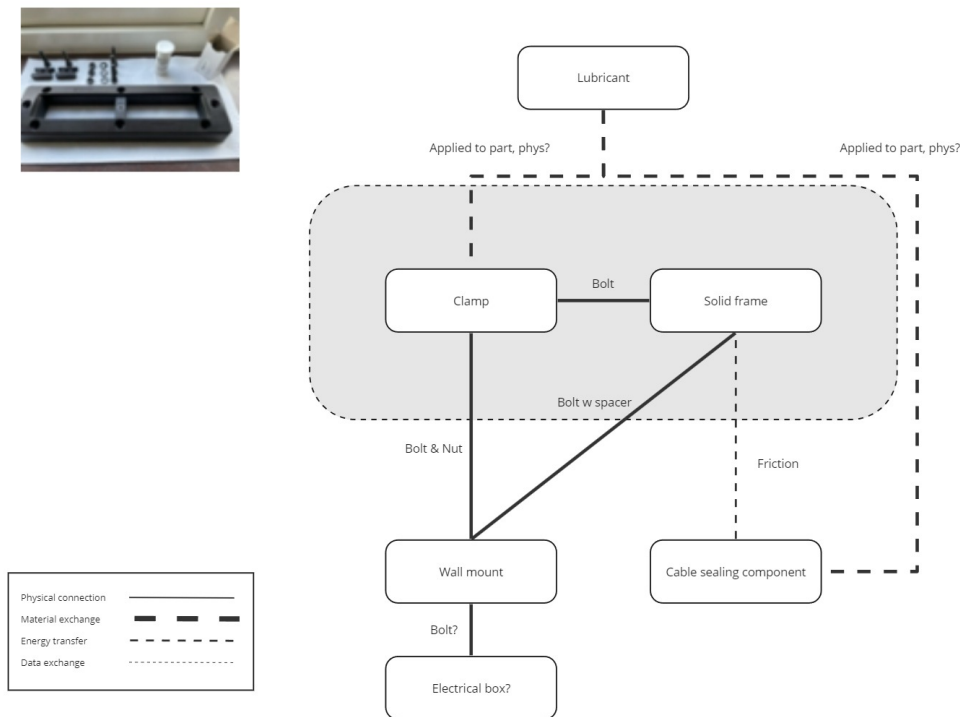 Lubricant
Applied to part, phys?
Applied to part, phys?
Clamp
Bolt
Solid frame
Bolt w spacer
Bolt & Nut
Friction
Wall mount
Cable sealing component
Bolt?
Electrical box?
Physical connection
Material exchange
Energy transfer
Data exchange